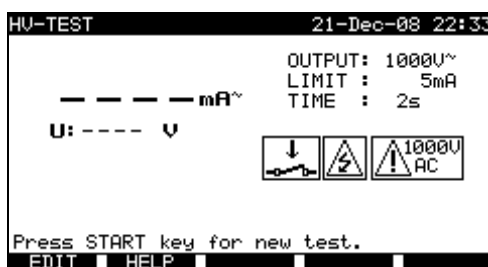 HV-TEST 21-Dec-08 22:33
OUTPUT: 1000V~
LIMIT : 5mA
TIME : 2s
– – – – mA~
U: - - - - V
1000V
AC
Press START key for new test.
EDIT HELP